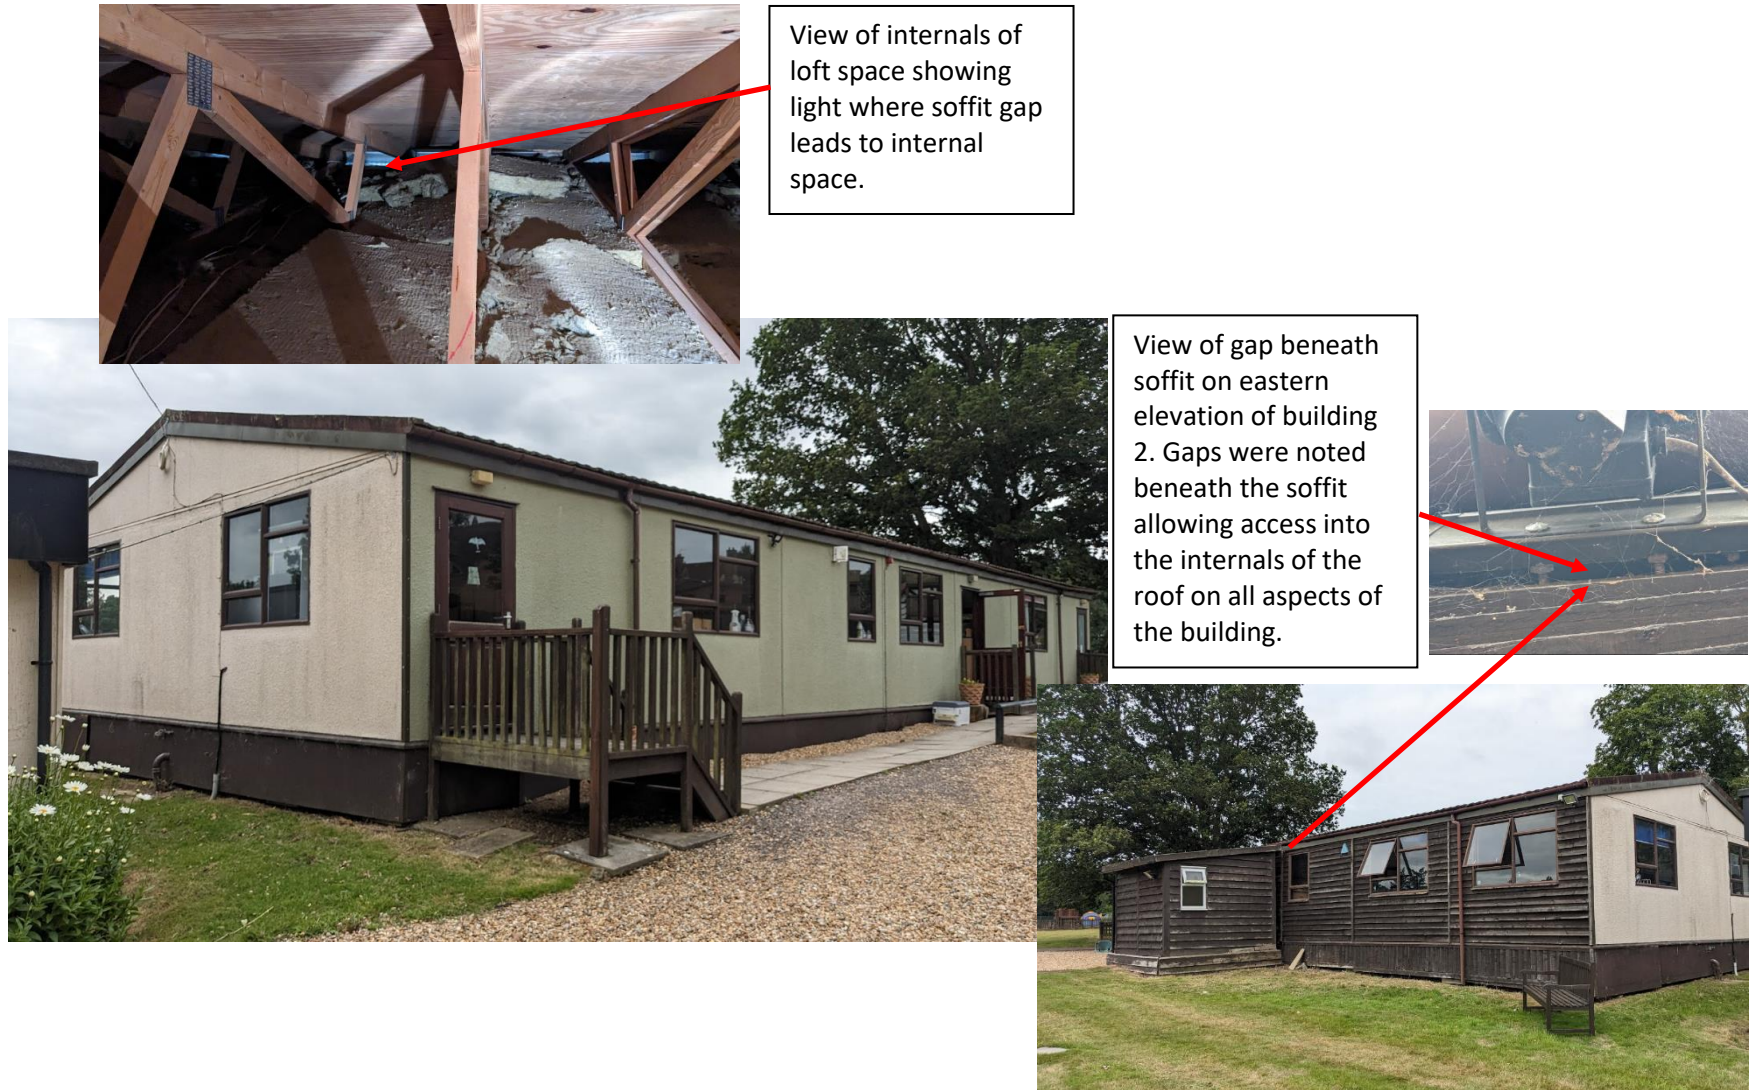 View of internals of
loft space showing
light where soffit gap
leads to internal
space.
View of gap beneath
soffit on eastern
elevation of building
2. Gaps were noted
beneath the soffit
allowing access into
the internals of the
roof on all aspects of
the building.